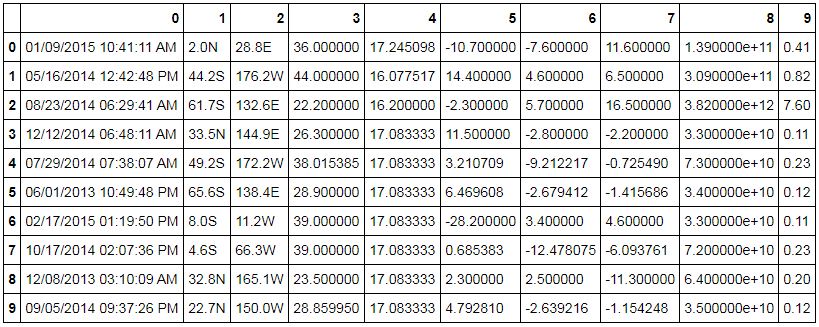 0 1 2 3 4 5 6 7 8 9
0 01/09/2015 10:41:11 AM 2.0N 28.8E 36.000000 17.245098 -10.700000 -7.600000 11.600000 1.390000e+11 0.41
1 05/16/2014 12:42:48 PM 44.2S 176.2W 44.000000 16.077517 14.400000 4.600000 6.500000 3.090000e+11 0.82
2 08/23/2014 06:29:41 AM 61.7S 132.6E 22.200000 16.200000 -2.300000 5.700000 16.500000 3.820000e+12 7.60
3 12/12/2014 06:48:11 AM 33.5N 144.9E 26.300000 17.083333 11.500000 -2.800000 -2.200000 3.300000e+10 0.11
4 07/29/2014 07:38:07 AM 49.2S 172.2W 38.015385 17.083333 3.210709 -9.212217 -0.725490 7.300000e+10 0.23
5 06/01/2013 10:49:48 PM 65.6S 138.4E 28.900000 17.083333 6.469608 -2.679412 -1.415686 3.400000e+10 0.12
6 02/17/2015 01:19:50 PM 8.0S 11.2W 39.000000 17.083333 -28.200000 3.400000 4.600000 3.300000e+10 0.11
7 10/17/2014 02:07:36 PM 4.6S 66.3W 39.000000 17.083333 0.685383 -12.478075 -6.093761 7.200000e+10 0.23
8 12/08/2013 03:10:09 AM 32.8N 165.1W 23.500000 17.083333 2.300000 2.500000 -11.300000 6.400000e+10 0.20
9 09/05/2014 09:37:26 PM 22.7N 150.0W 28.859950 17.083333 4.792810 -2.639216 -1.154248 3.500000e+10 0.12